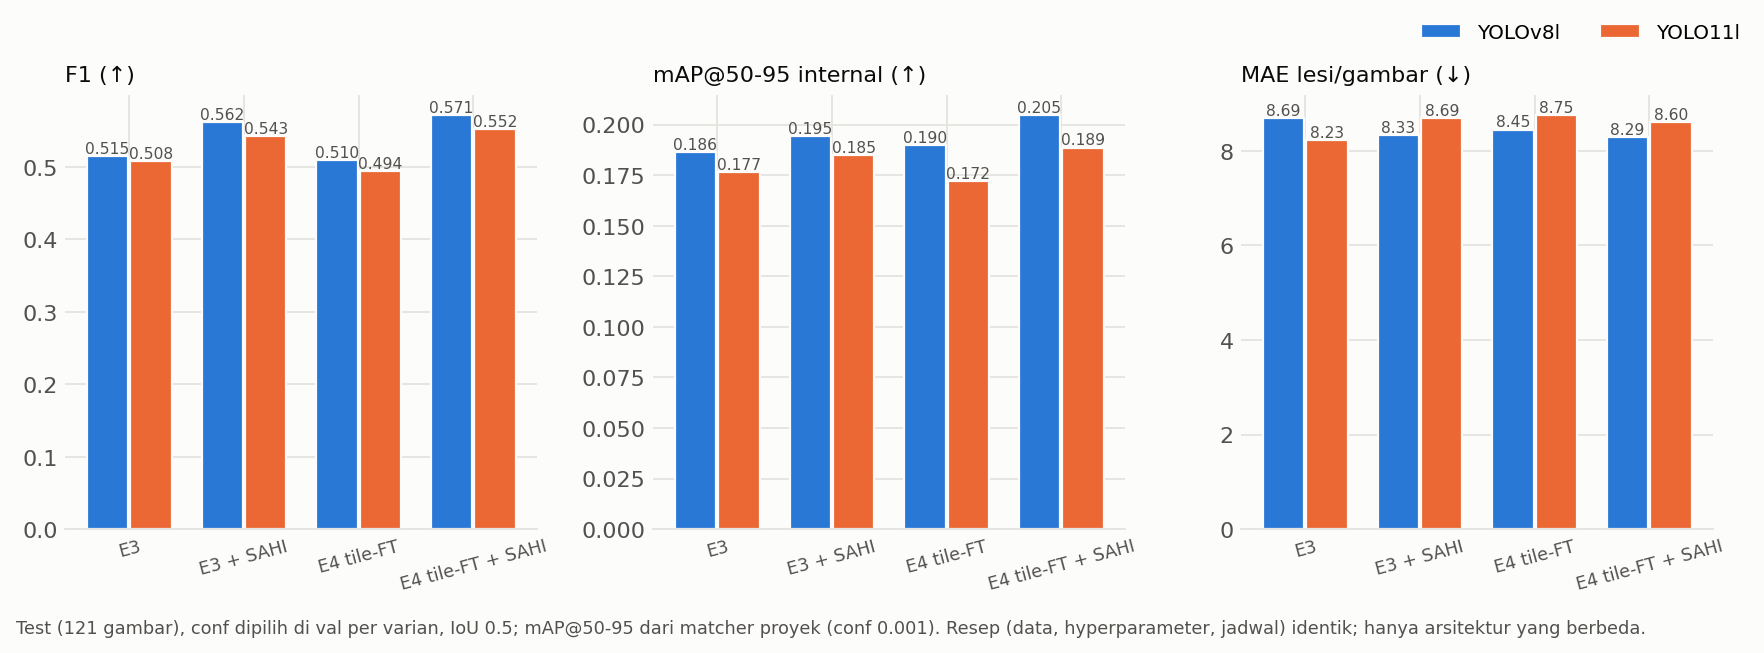 YOLOv8l YOLO11l
F1 (↑)
0.515 0.508 0.562 0.543 0.510 0.494 0.571 0.552
0.5
0.4
0.3
0.2
0.1
0.0
E3 E3 + SAHI E4 tile-FT E4 tile-FT + SAHI
mAP@50-95 internal (↑)
0.186 0.177 0.195 0.185 0.190 0.172 0.205 0.189
0.200
0.175
0.150
0.125
0.100
0.075
0.050
0.025
0.000
E3 E3 + SAHI E4 tile-FT E4 tile-FT + SAHI
MAE lesi/gambar (↓)
8.69 8.23 8.33 8.69 8.45 8.75 8.29 8.60
8
6
4
2
0
E3 E3 + SAHI E4 tile-FT E4 tile-FT + SAHI
Test (121 gambar), conf dipilih di val per varian, IoU 0.5; mAP@50-95 dari matcher proyek (conf 0.001). Resep (data, hyperparameter, jadwal) identik; hanya arsitektur yang berbeda.